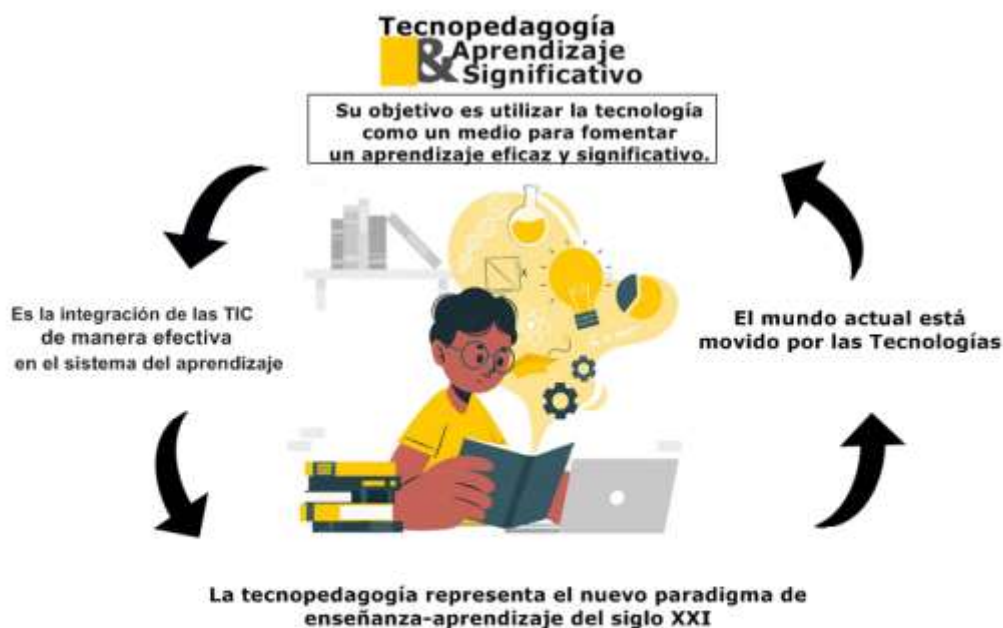 Tecnopedagogía
& Aprendizaje
Significativo
Su objetivo es utilizar la tecnología
como un medio para fomentar
un aprendizaje eficaz y significativo.
Es la integración de las TIC
de manera efectiva
en el sistema del aprendizaje
El mundo actual está
movido por las Tecnologías
La tecnopedagogía representa el nuevo paradigma de
enseñanza-aprendizaje del siglo XXI